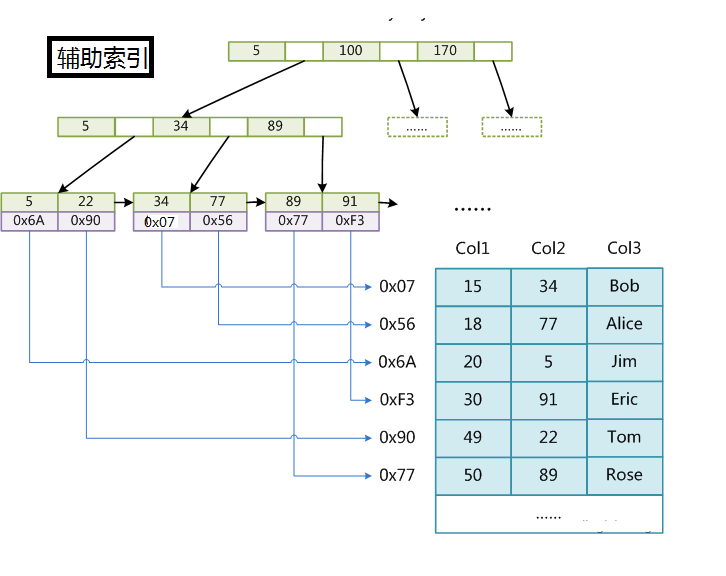 辅助索引
5 100 170
5 34 89
...... ......
5 22 34 77 89 91
0x6A 0x90 0x07 0x56 0x77 0xF3
......
Col1 Col2 Col3
0x07 15 34 Bob
0x56 18 77 Alice
0x6A 20 5 Jim
0xF3 30 91 Eric
0x90 49 22 Tom
0x77 50 89 Rose
......